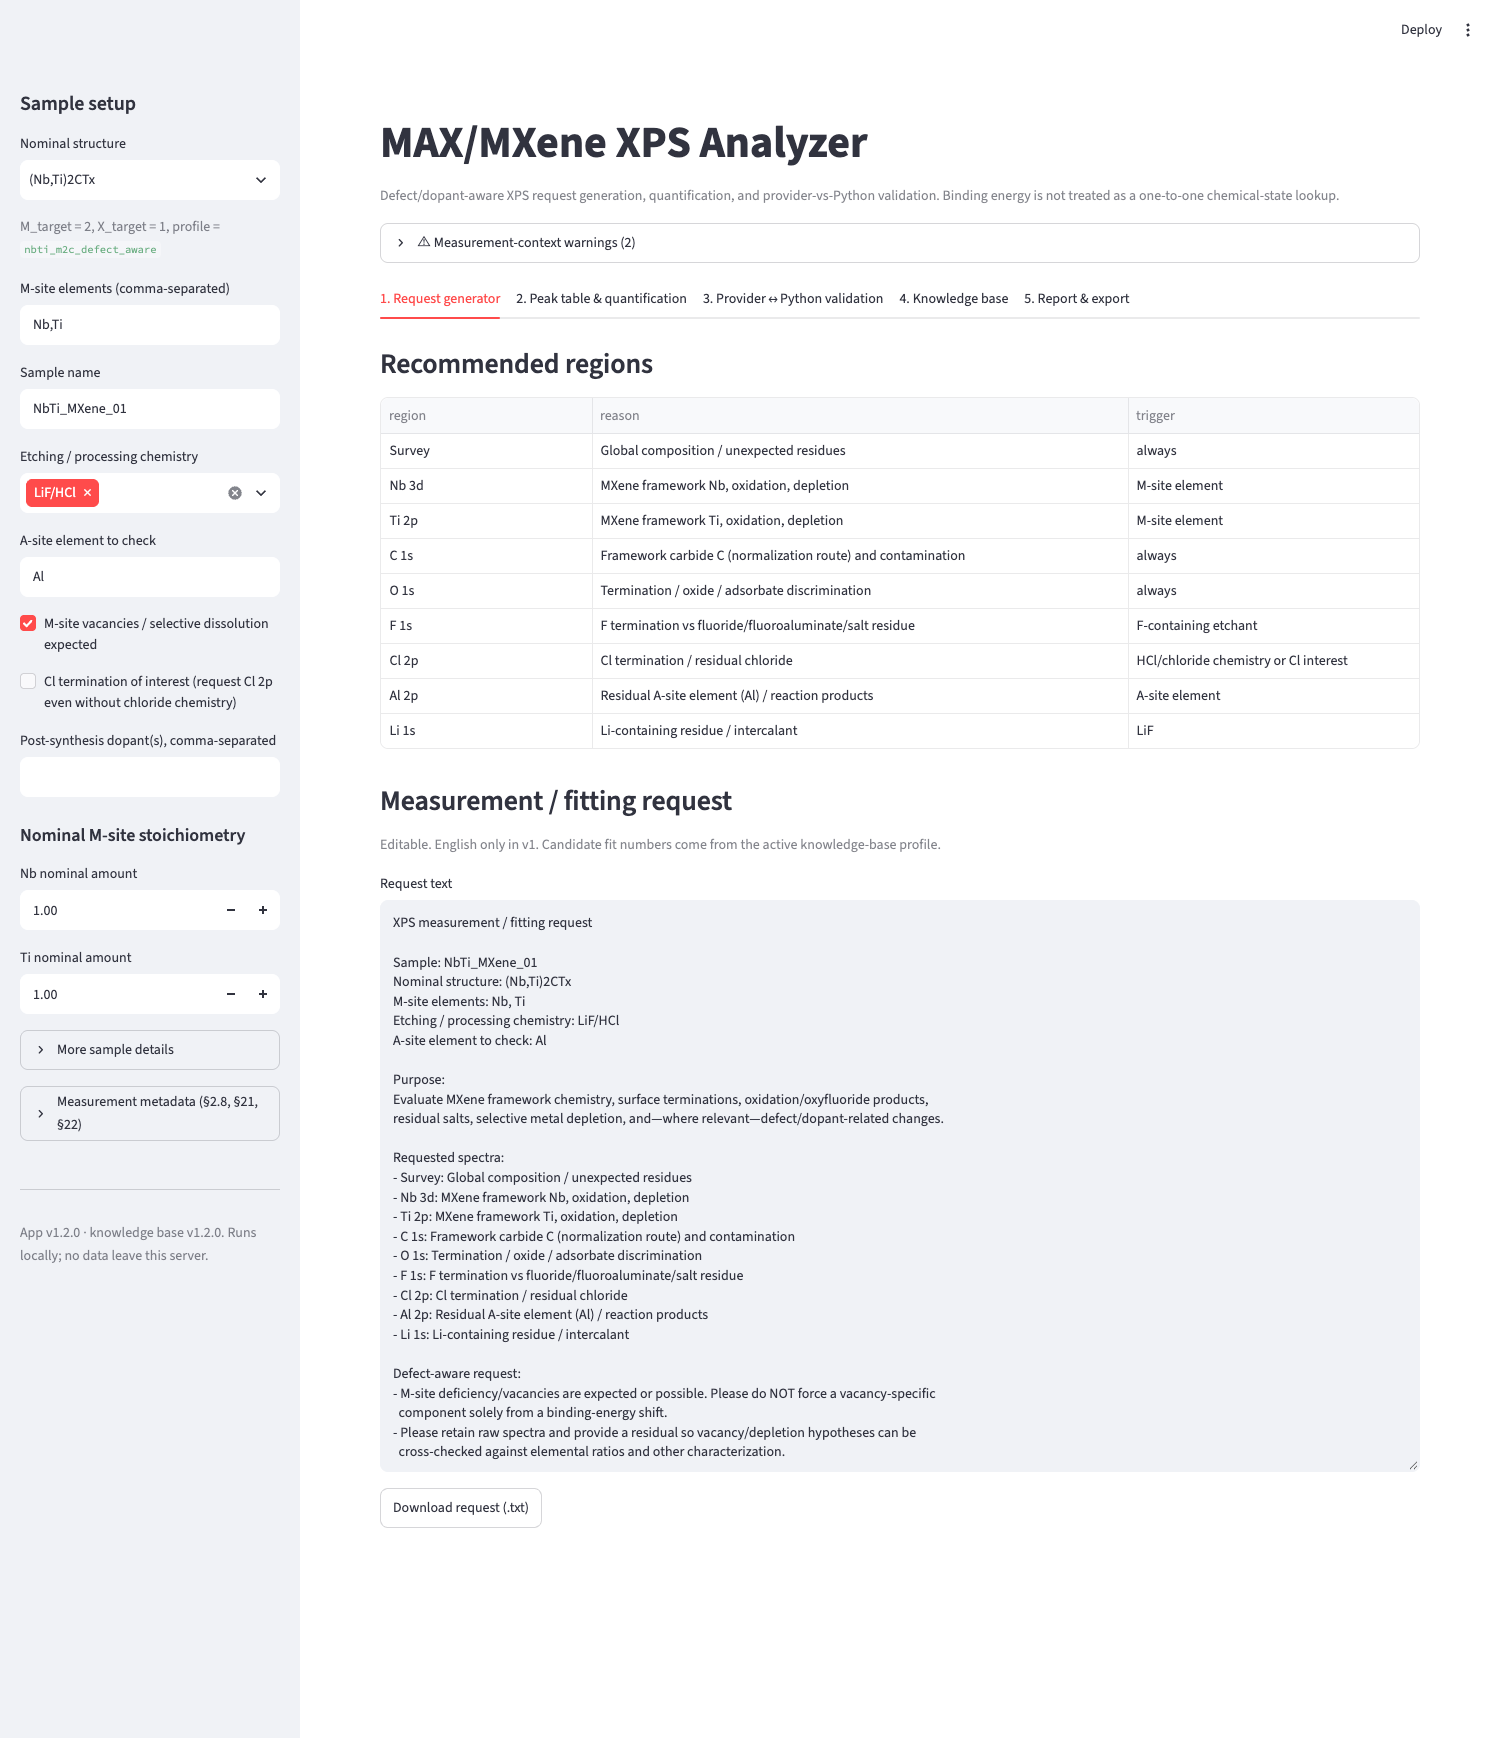 Deploy
Sample setup
Nominal structure
(Nb,Ti)2CTx
M_target = 2, X_target = 1, profile =
nbti_m2c_defect_aware
M-site elements (comma-separated)
Nb,Ti
Sample name
NbTi_MXene_01
Etching / processing chemistry
LiF/HCl ×
A-site element to check
Al
M-site vacancies / selective dissolution
expected
Cl termination of interest (request Cl 2p
even without chloride chemistry)
Post-synthesis dopant(s), comma-separated
Nominal M-site stoichiometry
Nb nominal amount
1.00
Ti nominal amount
1.00
More sample details
Measurement metadata (§2.8, §21,
§22)
App v1.2.0 · knowledge base v1.2.0. Runs
locally; no data leave this server.
MAX/MXene XPS Analyzer
Defect/dopant-aware XPS request generation, quantification, and provider-vs-Python validation. Binding energy is not treated as a one-to-one chemical-state lookup.
⚠ Measurement-context warnings (2)
1. Request generator 2. Peak table & quantification 3. Provider ↔ Python validation 4. Knowledge base 5. Report & export
Recommended regions
region reason trigger
Survey Global composition / unexpected residues always
Nb 3d MXene framework Nb, oxidation, depletion M-site element
Ti 2p MXene framework Ti, oxidation, depletion M-site element
C 1s Framework carbide C (normalization route) and contamination always
O 1s Termination / oxide / adsorbate discrimination always
F 1s F termination vs fluoride/fluoroaluminate/salt residue F-containing etchant
Cl 2p Cl termination / residual chloride HCl/chloride chemistry or Cl interest
Al 2p Residual A-site element (Al) / reaction products A-site element
Li 1s Li-containing residue / intercalant LiF
Measurement / fitting request
Editable. English only in v1. Candidate fit numbers come from the active knowledge-base profile.
Request text
XPS measurement / fitting request
Sample: NbTi_MXene_01
Nominal structure: (Nb,Ti)2CTx
M-site elements: Nb, Ti
Etching / processing chemistry: LiF/HCl
A-site element to check: Al
Purpose:
Evaluate MXene framework chemistry, surface terminations, oxidation/oxyfluoride products,
residual salts, selective metal depletion, and—where relevant—defect/dopant-related changes.
Requested spectra:
- Survey: Global composition / unexpected residues
- Nb 3d: MXene framework Nb, oxidation, depletion
- Ti 2p: MXene framework Ti, oxidation, depletion
- C 1s: Framework carbide C (normalization route) and contamination
- O 1s: Termination / oxide / adsorbate discrimination
- F 1s: F termination vs fluoride/fluoroaluminate/salt residue
- Cl 2p: Cl termination / residual chloride
- Al 2p: Residual A-site element (Al) / reaction products
- Li 1s: Li-containing residue / intercalant
Defect-aware request:
- M-site deficiency/vacancies are expected or possible. Please do NOT force a vacancy-specific
component solely from a binding-energy shift.
- Please retain raw spectra and provide a residual so vacancy/depletion hypotheses can be
cross-checked against elemental ratios and other characterization.
Download request (.txt)